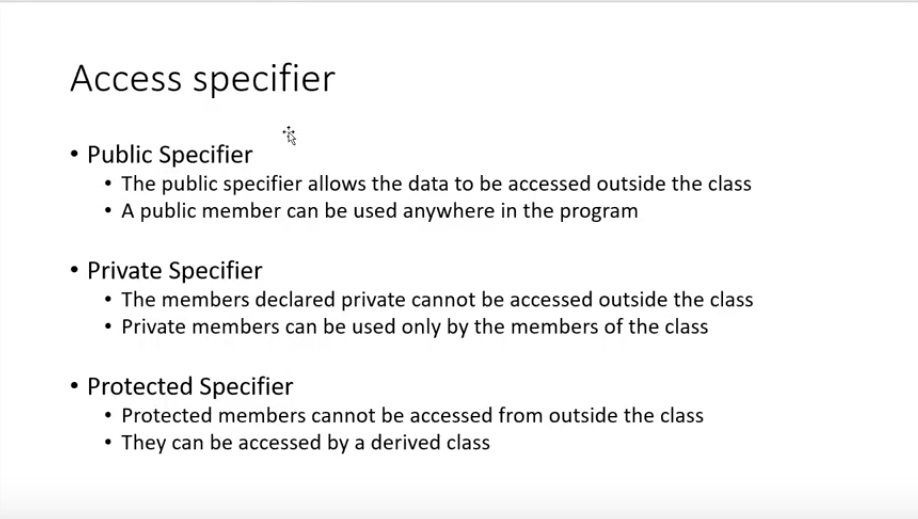 Access specifier
• Public Specifier
• The public specifier allows the data to be accessed outside the class
• A public member can be used anywhere in the program
• Private Specifier
• The members declared private cannot be accessed outside the class
• Private members can be used only by the members of the class
• Protected Specifier
• Protected members cannot be accessed from outside the class
• They can be accessed by a derived class